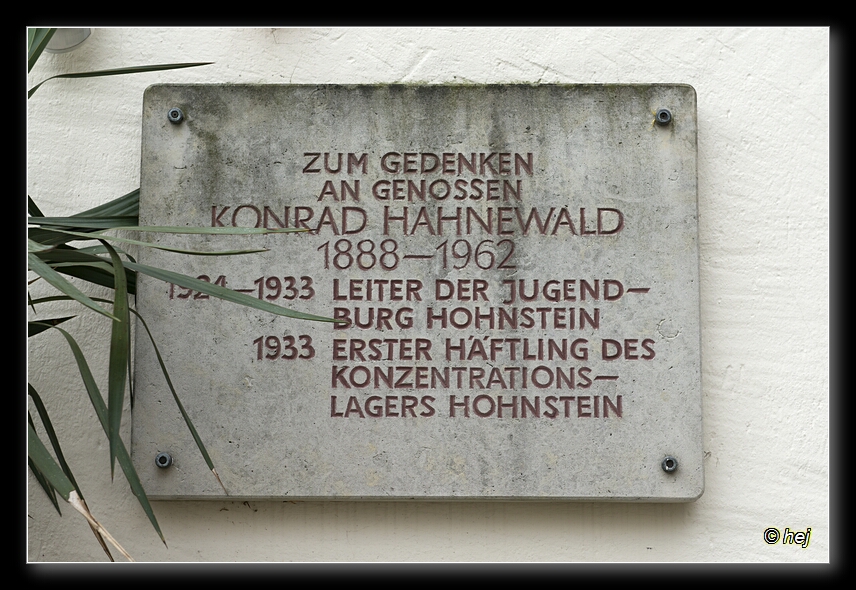 ZUM GEDENKEN
AN GENOSSEN
KONRAD HAHNEWALD
1888–1962
1924–1933 LEITER DER JUGEND–
BURG HOHNSTEIN
1933 ERSTER HÄFTLING DES
KONZENTRATIONS–
LAGERS HOHNSTEIN
© hej